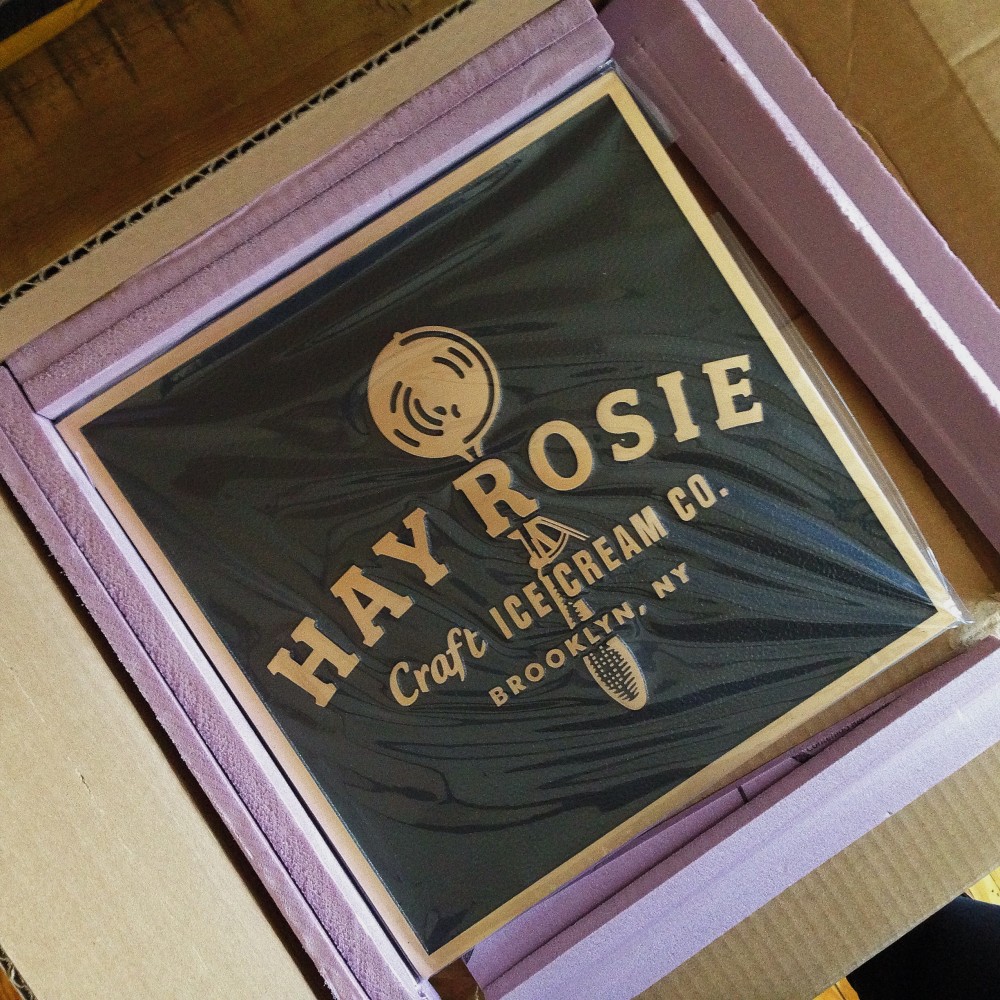 HAY ROSIE
Craft ICE CREAM CO.
BROOKLYN, NY